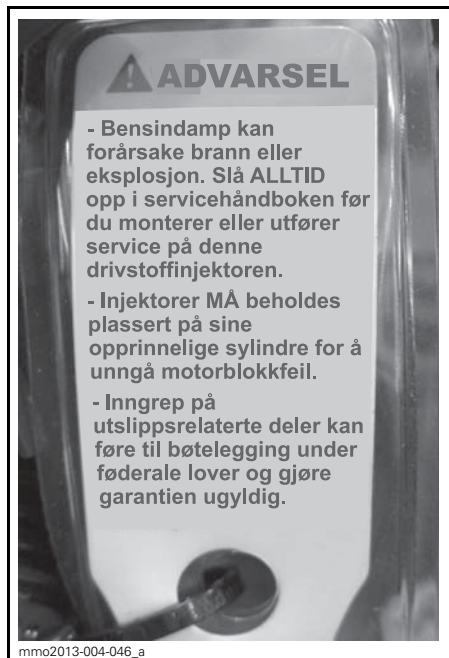 ADVARSEL
- Bensindamp kan
forårsake brann eller
eksplosjon. Slå ALLTID
opp i servicehåndboken før
du monterer eller utfører
service på denne
drivstoffinjektoren.
- Injektorer MÅ beholdes
plassert på sine
opprinnelige sylindre for å
unngå motorblokkfeil.
- Inngrep på
utslippsrelaterte deler kan
føre til bøtelegging under
føderale lover og gjøre
garantien ugyldig.
mmo2013-004-046_a